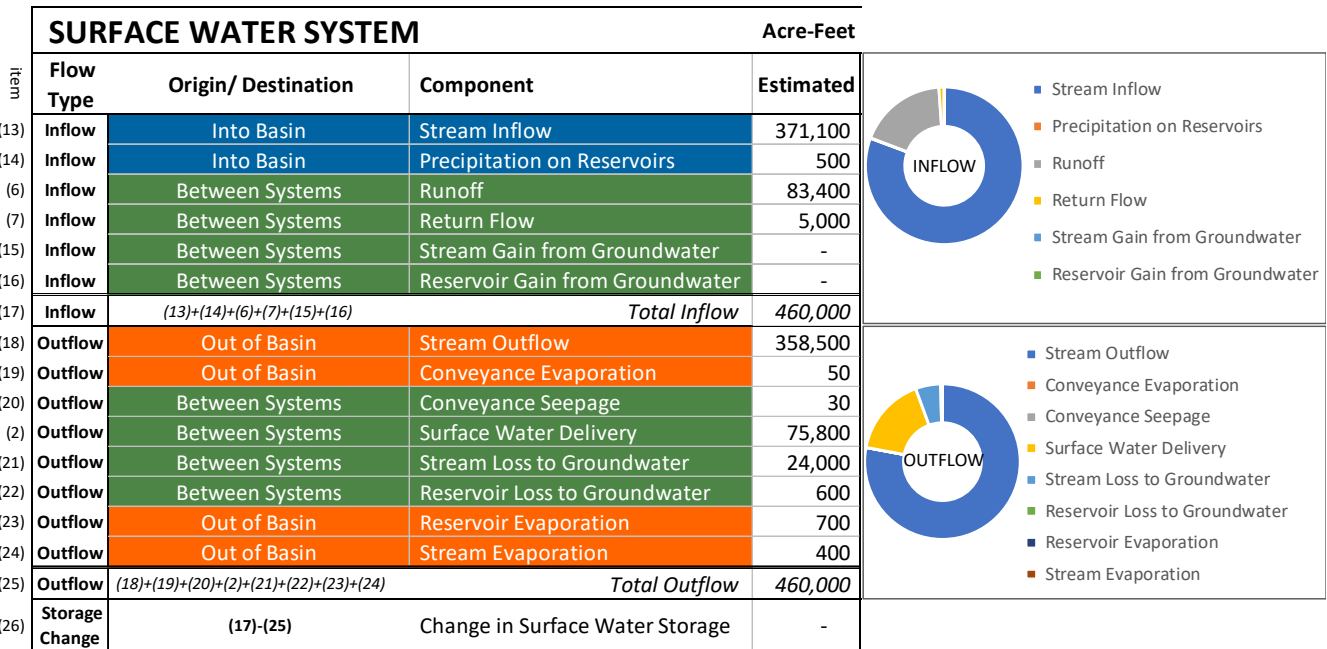 SURFACE WATER SYSTEM Acre-Feet
item Flow Type Origin/ Destination Component Estimated
(13) Inflow Into Basin Stream Inflow 371,100
(14) Inflow Into Basin Precipitation on Reservoirs 500
(6) Inflow Between Systems Runoff 83,400
(7) Inflow Between Systems Return Flow 5,000
(15) Inflow Between Systems Stream Gain from Groundwater -
(16) Inflow Between Systems Reservoir Gain from Groundwater -
(17) Inflow (13)+(14)+(6)+(7)+(15)+(16) Total Inflow 460,000
(18) Outflow Out of Basin Stream Outflow 358,500
(19) Outflow Out of Basin Conveyance Evaporation 50
(20) Outflow Between Systems Conveyance Seepage 30
(2) Outflow Between Systems Surface Water Delivery 75,800
(21) Outflow Between Systems Stream Loss to Groundwater 24,000
(22) Outflow Between Systems Reservoir Loss to Groundwater 600
(23) Outflow Out of Basin Reservoir Evaporation 700
(24) Outflow Out of Basin Stream Evaporation 400
(25) Outflow (18)+(19)+(20)+(2)+(21)+(22)+(23)+(24) Total Outflow 460,000
(26) Storage Change (17)-(25) Change in Surface Water Storage -
INFLOW
Stream Inflow
Precipitation on Reservoirs
Runoff
Return Flow
Stream Gain from Groundwater
Reservoir Gain from Groundwater
OUTFLOW
Stream Outflow
Conveyance Evaporation
Conveyance Seepage
Surface Water Delivery
Stream Loss to Groundwater
Reservoir Loss to Groundwater
Reservoir Evaporation
Stream Evaporation